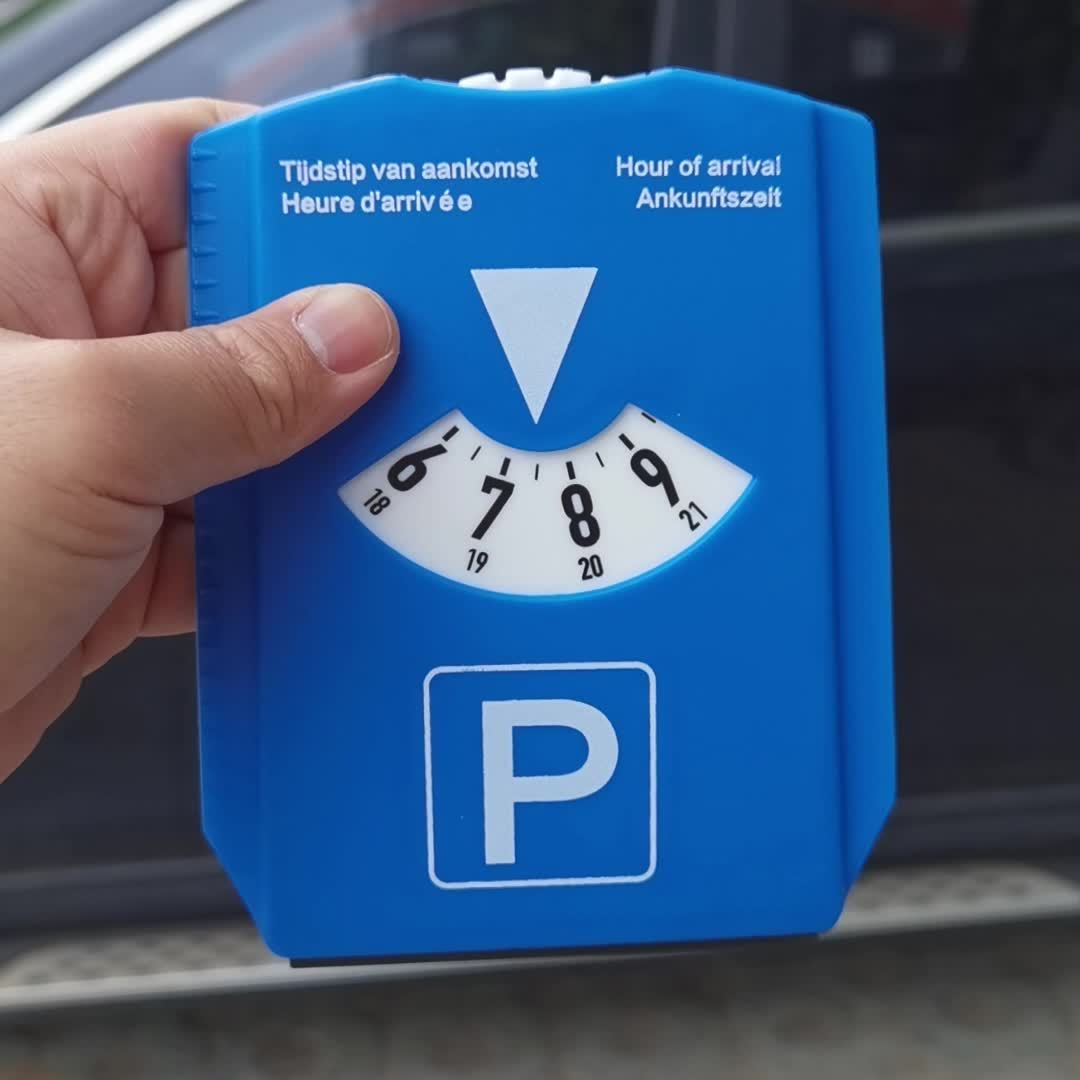 Tijdstip van aankomst
Heure d'arrivée
Hour of arrival
Ankunftszeit
6 7 8 9
18 19 20 21
P